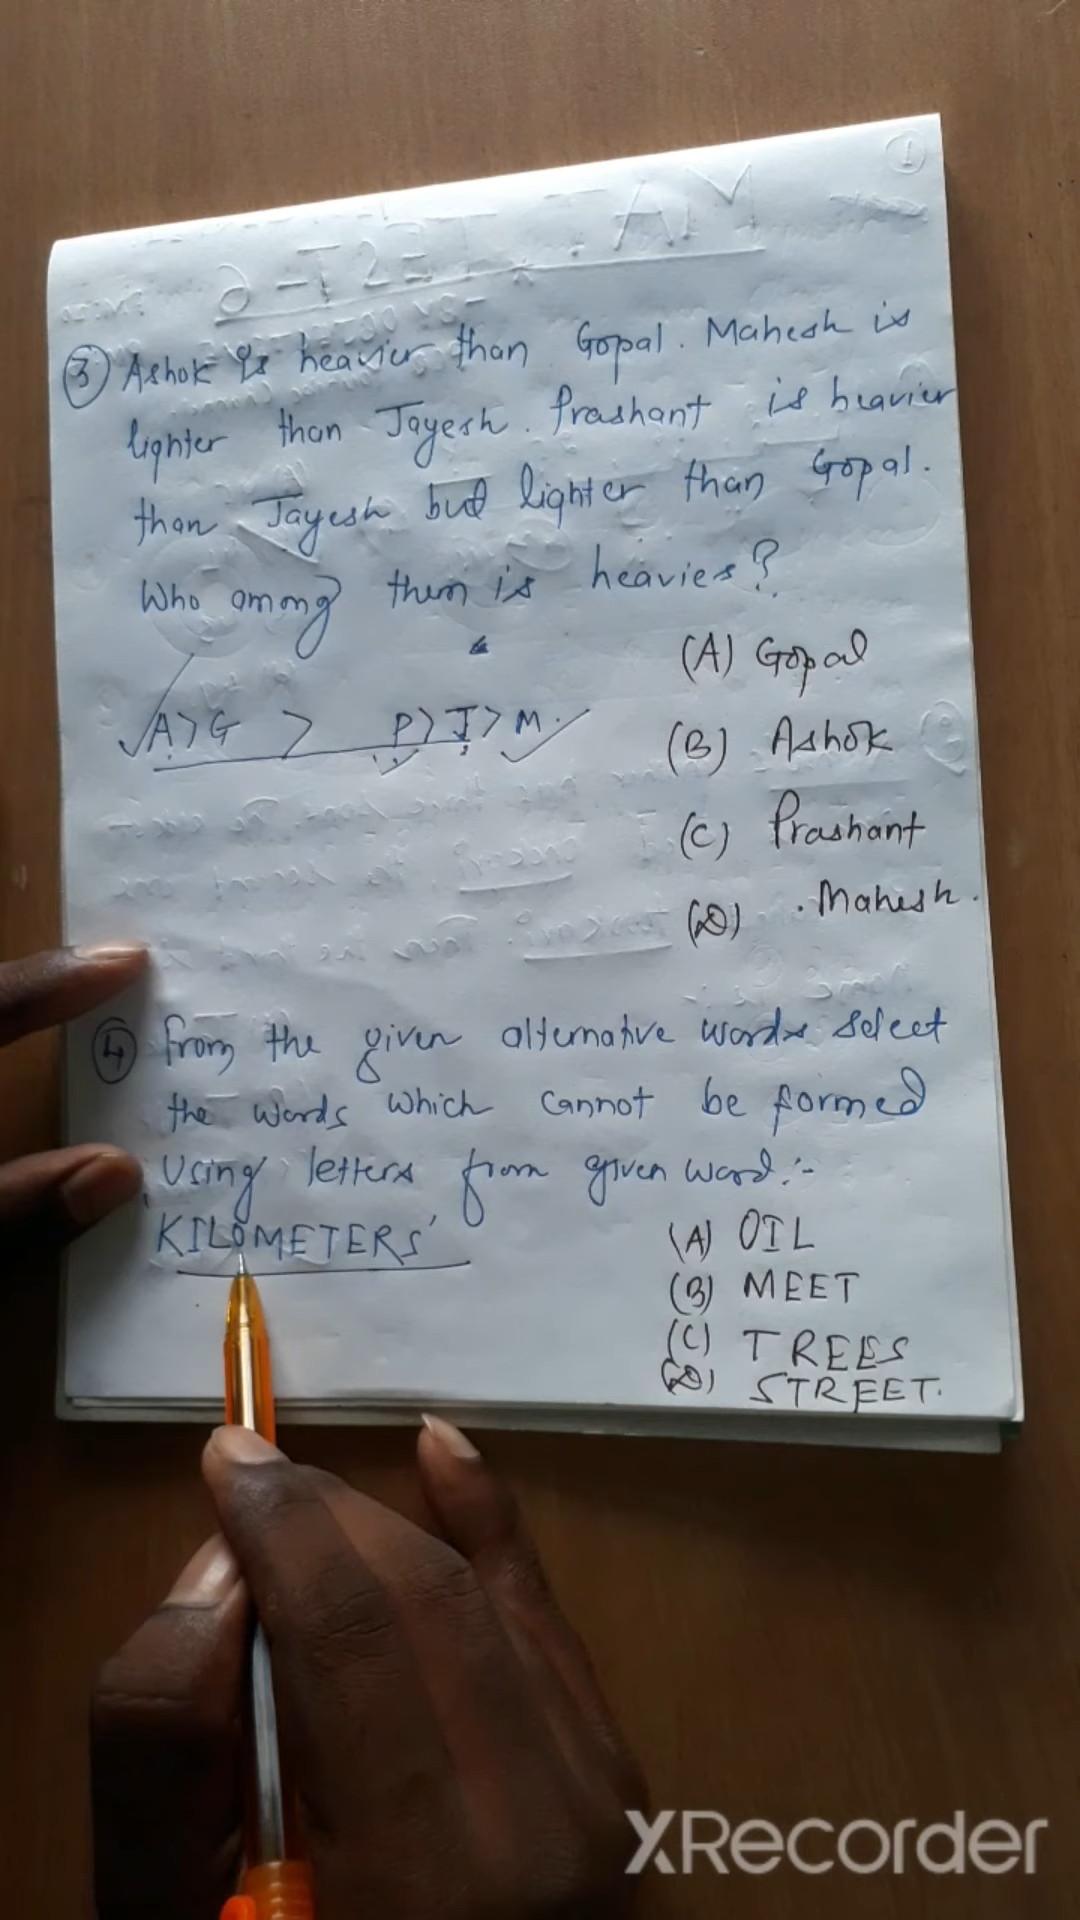 1
③ Ashok is heavier than Gopal. Mahesh is
lighter than Jayesh. Prashant is heavier
than Jayesh but lighter than Gopal.
Who among them is heavies?
A > G > P > J > M.
(A) Gopal
(B) Ashok
(C) Prashant
(D) . Mahesh.
④ From the given alternative words select
the words which cannot be formed
Using letters from given word:-
KILOMETERS'
(A) OIL
(B) MEET
(C) TREES
(D) STREET.
XRecorder